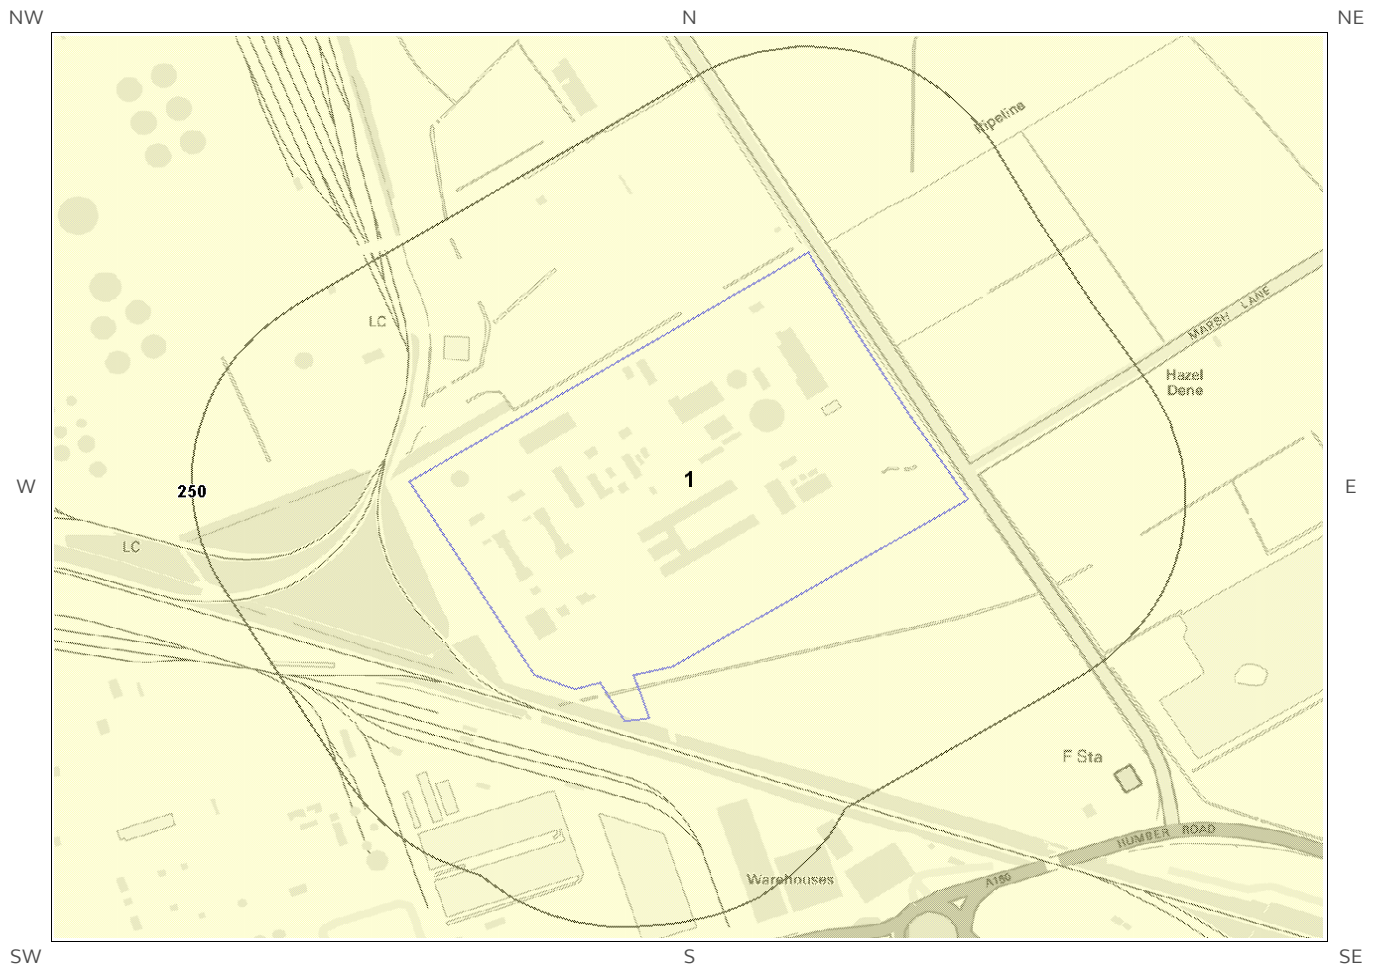 NW N NE
Pipeline
MARSH LANE
LC
Hazel
Dene
W 250 1 E
LC
F Sta
HUMBER ROAD
Warehouses A160
SW S SE